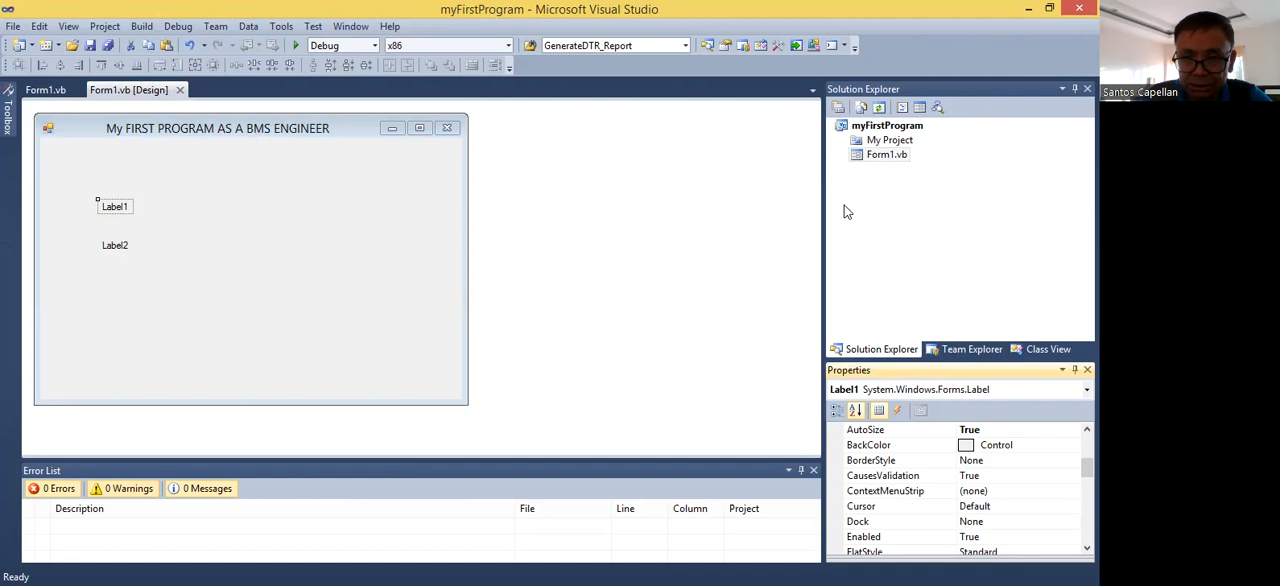 myFirstProgram - Microsoft Visual Studio
File Edit View Project Build Debug Team Data Tools Test Window Help
Debug x86 GenerateDTR_Report
Form1.vb Form1.vb [Design]
Toolbox
My FIRST PROGRAM AS A BMS ENGINEER
Label1
Label2
Solution Explorer
myFirstProgram
My Project
Form1.vb
Solution Explorer Team Explorer Class View
Properties
Label1 System.Windows.Forms.Label
AutoSize True
BackColor Control
BorderStyle None
CausesValidation True
ContextMenuStrip (none)
Cursor Default
Dock None
Enabled True
FlatStyle Standard
Error List
0 Errors 0 Warnings 0 Messages
Description File Line Column Project
Ready
Santos Capellan